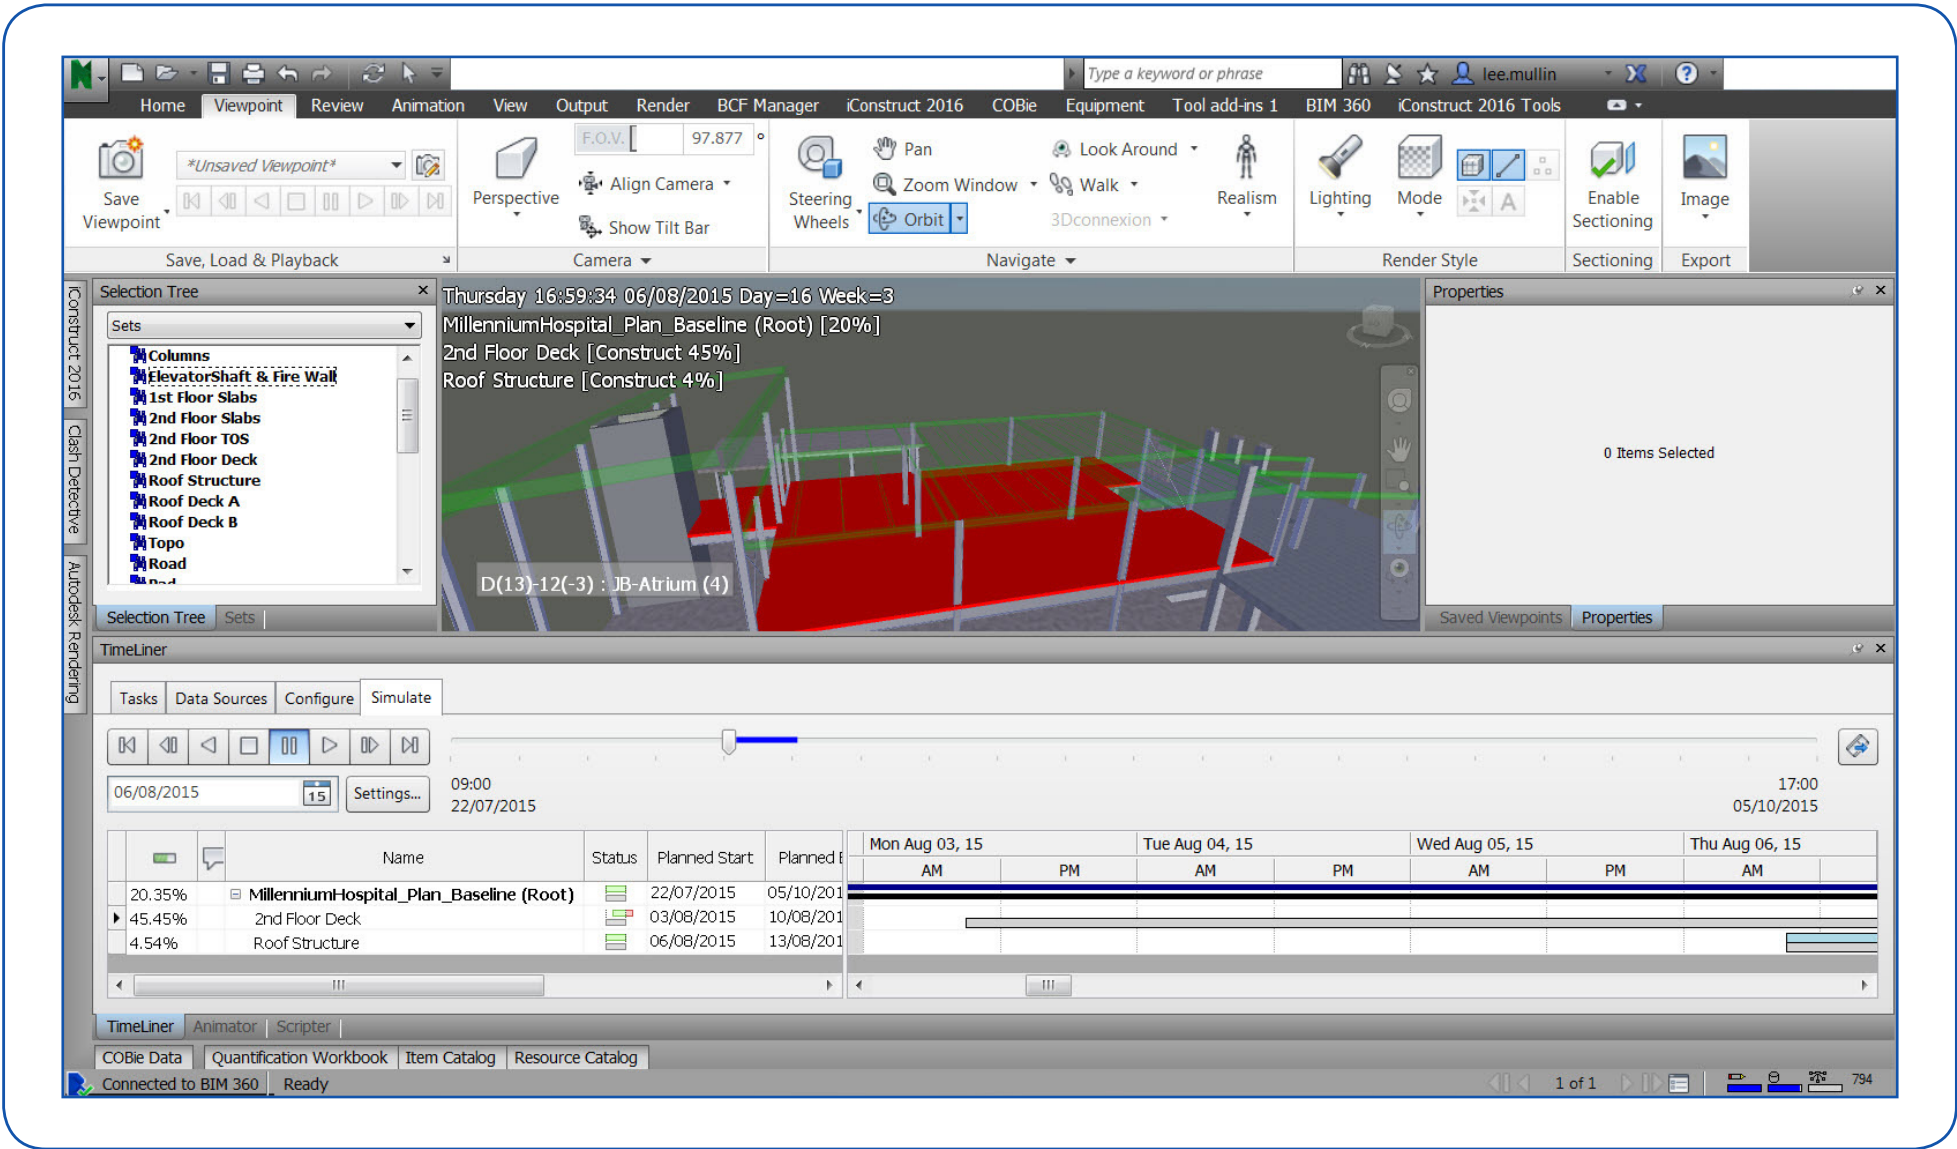 Type a keyword or phrase
lee.mullin
Home Viewpoint Review Animation View Output Render BCF Manager iConstruct 2016 COBie Equipment Tool add-ins 1 BIM 360 iConstruct 2016 Tools
Save Viewpoint
*Unsaved Viewpoint*
Perspective
F.O.V. 97.877 °
Align Camera
Show Tilt Bar
Steering Wheels
Pan
Zoom Window
Orbit
Look Around
Walk
3Dconnexion
Realism
Lighting
Mode
A
Enable Sectioning
Image
Save, Load & Playback Camera Navigate Render Style Sectioning Export
iConstruct 2016
Clash Detective
Autodesk Rendering
Selection Tree
Sets
Columns
ElevatorShaft & Fire Wall
1st Floor Slabs
2nd Floor Slabs
2nd Floor TOS
2nd Floor Deck
Roof Structure
Roof Deck A
Roof Deck B
Topo
Road
Selection Tree Sets
Thursday 16:59:34 06/08/2015 Day=16 Week=3
MillenniumHospital_Plan_Baseline (Root) [20%]
2nd Floor Deck [Construct 45%]
Roof Structure [Construct 4%]
D(13)-12(-3) : JB-Atrium (4)
Properties
0 Items Selected
Saved Viewpoints Properties
TimeLiner
Tasks Data Sources Configure Simulate
06/08/2015 15 Settings...
09:00
22/07/2015
17:00
05/10/2015
Name Status Planned Start Planned E
20.35% MillenniumHospital_Plan_Baseline (Root) 22/07/2015 05/10/201
45.45% 2nd Floor Deck 03/08/2015 10/08/201
4.54% Roof Structure 06/08/2015 13/08/201
Mon Aug 03, 15 Tue Aug 04, 15 Wed Aug 05, 15 Thu Aug 06, 15
AM PM AM PM AM PM AM
TimeLiner Animator Scripter
COBie Data Quantification Workbook Item Catalog Resource Catalog
Connected to BIM 360 Ready
1 of 1
794